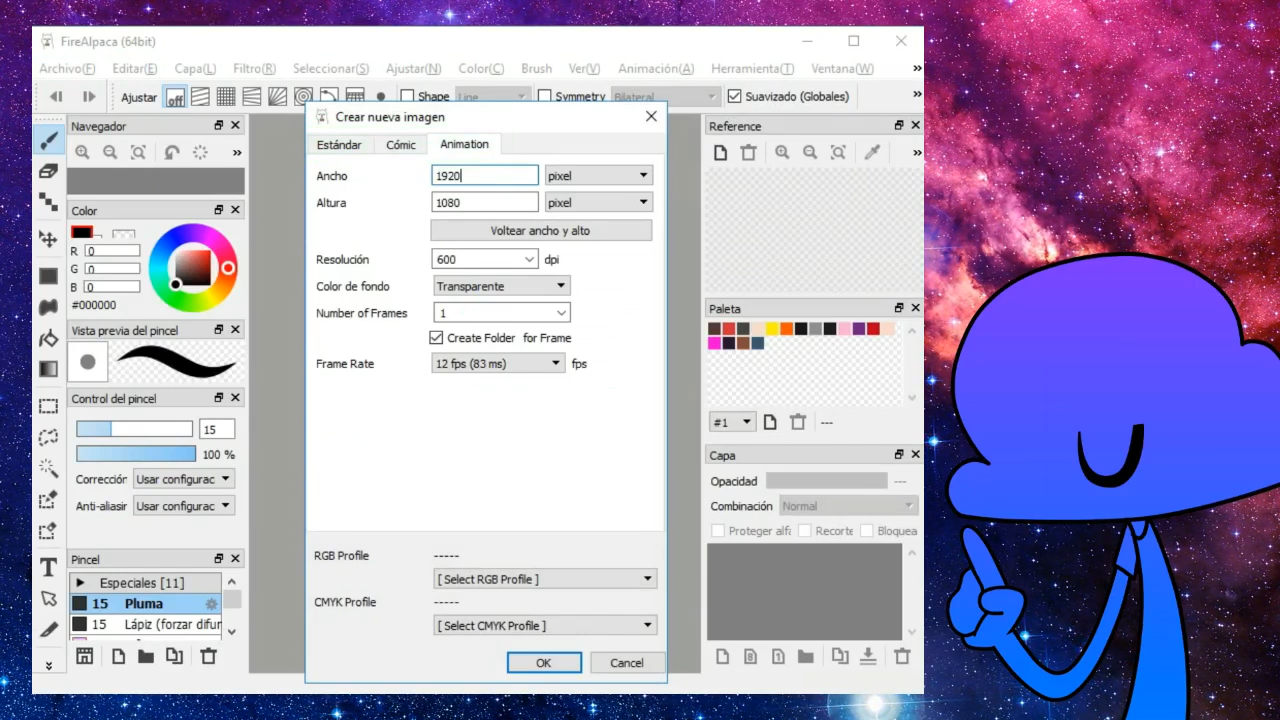 FireAlpaca (64bit)
Archivo(F) Editar(E) Capa(L) Filtro(R) Seleccionar(S) Ajustar(N) Color(C) Brush Ver(V) Animación(A) Herramienta(T) Ventana(W) »
Ajustar off Shape Line Symmetry Bilateral Suavizado (Globales) »
Navegador
»
Color
R 0
G 0
B 0
#000000
Vista previa del pincel
Control del pincel
15
100 %
Corrección Usar configurac
Anti-aliasir Usar configurac
Pincel
Especiales [11]
15 Pluma
15 Lápiz (forzar difur
Crear nueva imagen
Estándar Cómic Animation
Ancho 1920 pixel
Altura 1080 pixel
Voltear ancho y alto
Resolución 600 dpi
Color de fondo Transparente
Number of Frames 1
Create Folder for Frame
Frame Rate 12 fps (83 ms) fps
RGB Profile -----
[ Select RGB Profile ]
CMYK Profile -----
[ Select CMYK Profile ]
OK Cancel
Reference
»
Paleta
#1 ---
Capa
Opacidad ---
Combinación Normal
Proteger alfa Recorte Bloquea